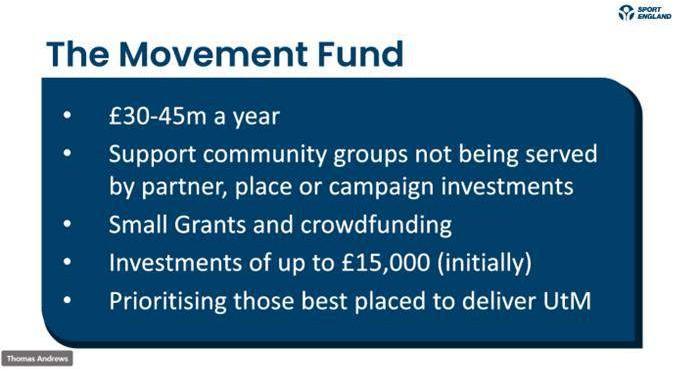 SPORT
ENGLAND
The Movement Fund
• £30-45m a year
• Support community groups not being served
by partner, place or campaign investments
• Small Grants and crowdfunding
• Investments of up to £15,000 (initially)
• Prioritising those best placed to deliver UtM
Thomas Andrews